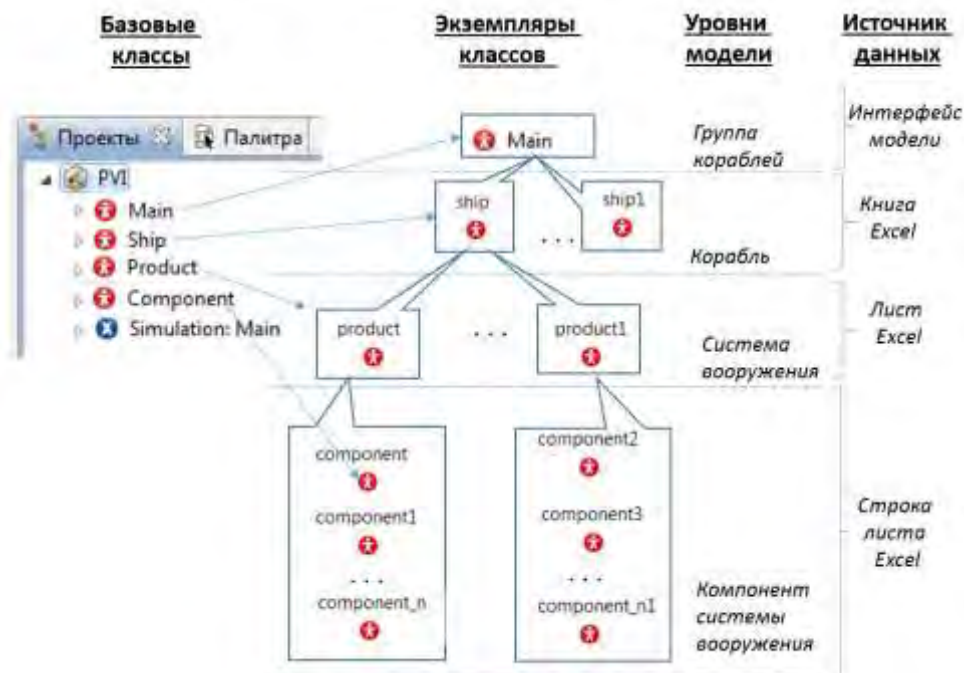 Базовые
классы
Экземпляры
классов
Уровни
модели
Источник
данных
Проекты
Палитра
PVI
Main
Ship
Product
Component
Simulation: Main
Main
Группа
кораблей
Интерфейс
модели
ship
. . .
ship1
Корабль
Книга
Excel
product
. . .
product1
Система
вооружения
Лист
Excel
component
component1
. . .
component_n
component2
component3
. . .
component_n1
Компонент
системы
вооружения
Строка
листа
Excel